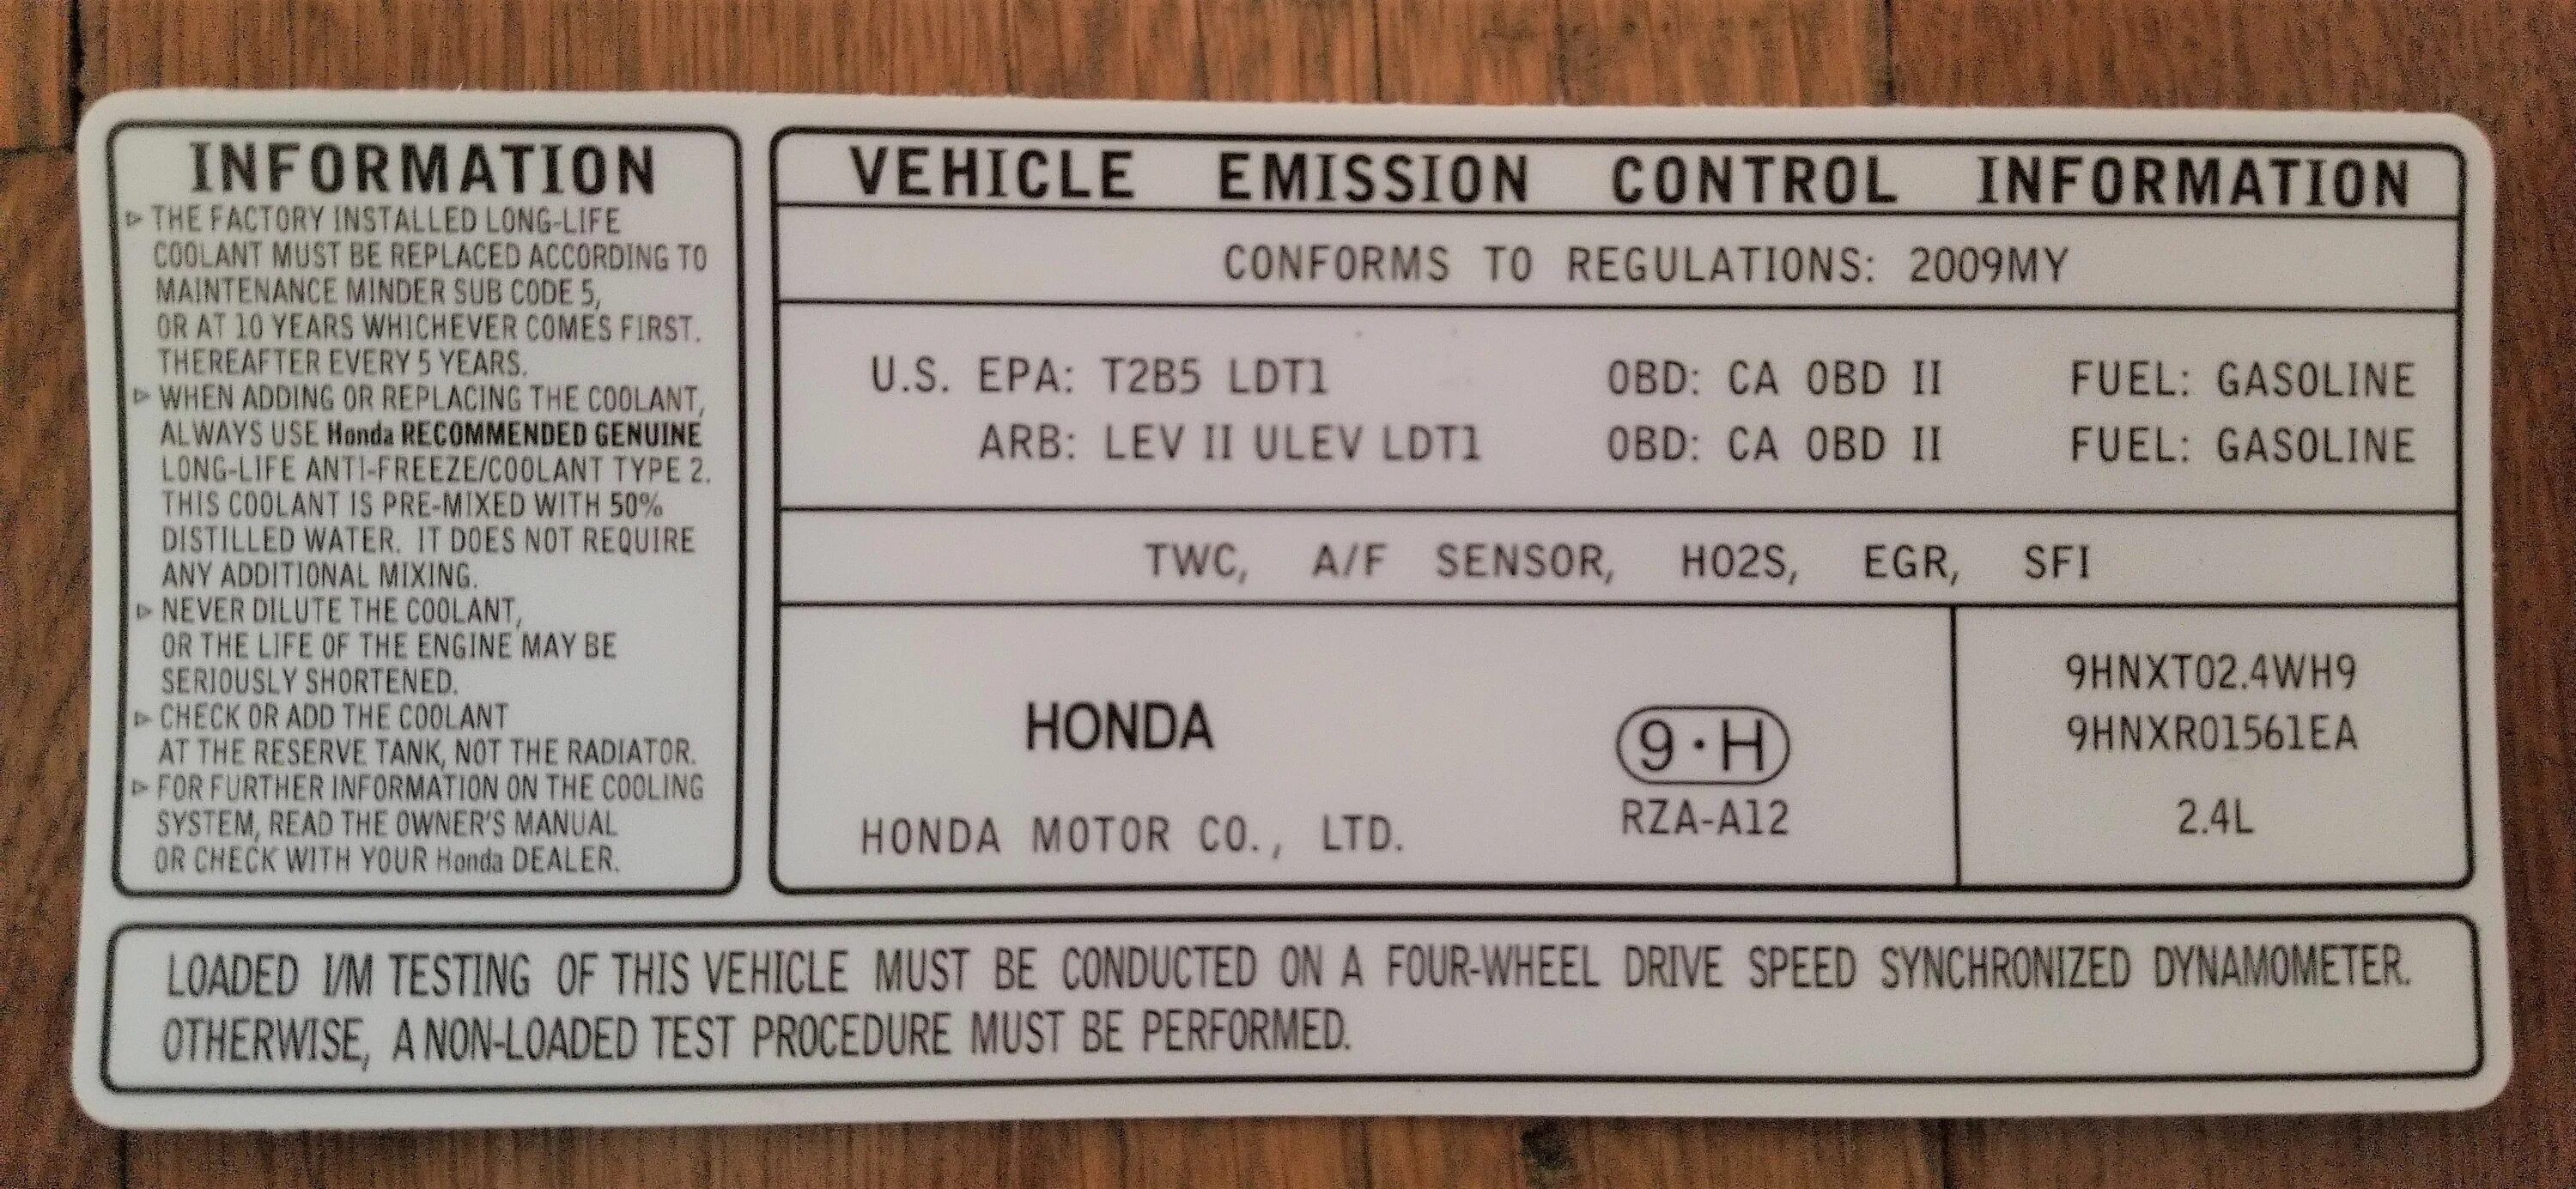 INFORMATION
▷ THE FACTORY INSTALLED LONG-LIFE
COOLANT MUST BE REPLACED ACCORDING TO
MAINTENANCE MINDER SUB CODE 5,
OR AT 10 YEARS WHICHEVER COMES FIRST.
THEREAFTER EVERY 5 YEARS.
▷ WHEN ADDING OR REPLACING THE COOLANT,
ALWAYS USE Honda RECOMMENDED GENUINE
LONG-LIFE ANTI-FREEZE/COOLANT TYPE 2.
THIS COOLANT IS PRE-MIXED WITH 50%
DISTILLED WATER. IT DOES NOT REQUIRE
ANY ADDITIONAL MIXING.
▷ NEVER DILUTE THE COOLANT,
OR THE LIFE OF THE ENGINE MAY BE
SERIOUSLY SHORTENED.
▷ CHECK OR ADD THE COOLANT
AT THE RESERVE TANK, NOT THE RADIATOR.
▷ FOR FURTHER INFORMATION ON THE COOLING
SYSTEM, READ THE OWNER'S MANUAL
OR CHECK WITH YOUR Honda DEALER.
VEHICLE EMISSION CONTROL INFORMATION
CONFORMS TO REGULATIONS: 2009MY
U.S. EPA: T2B5 LDT1 OBD: CA OBD II FUEL: GASOLINE
ARB: LEV II ULEV LDT1 OBD: CA OBD II FUEL: GASOLINE
TWC, A/F SENSOR, HO2S, EGR, SFI
HONDA
HONDA MOTOR CO., LTD.
9·H
RZA-A12
9HNXT02.4WH9
9HNXR01561EA
2.4L
LOADED I/M TESTING OF THIS VEHICLE MUST BE CONDUCTED ON A FOUR-WHEEL DRIVE SPEED SYNCHRONIZED DYNAMOMETER.
OTHERWISE, A NON-LOADED TEST PROCEDURE MUST BE PERFORMED.